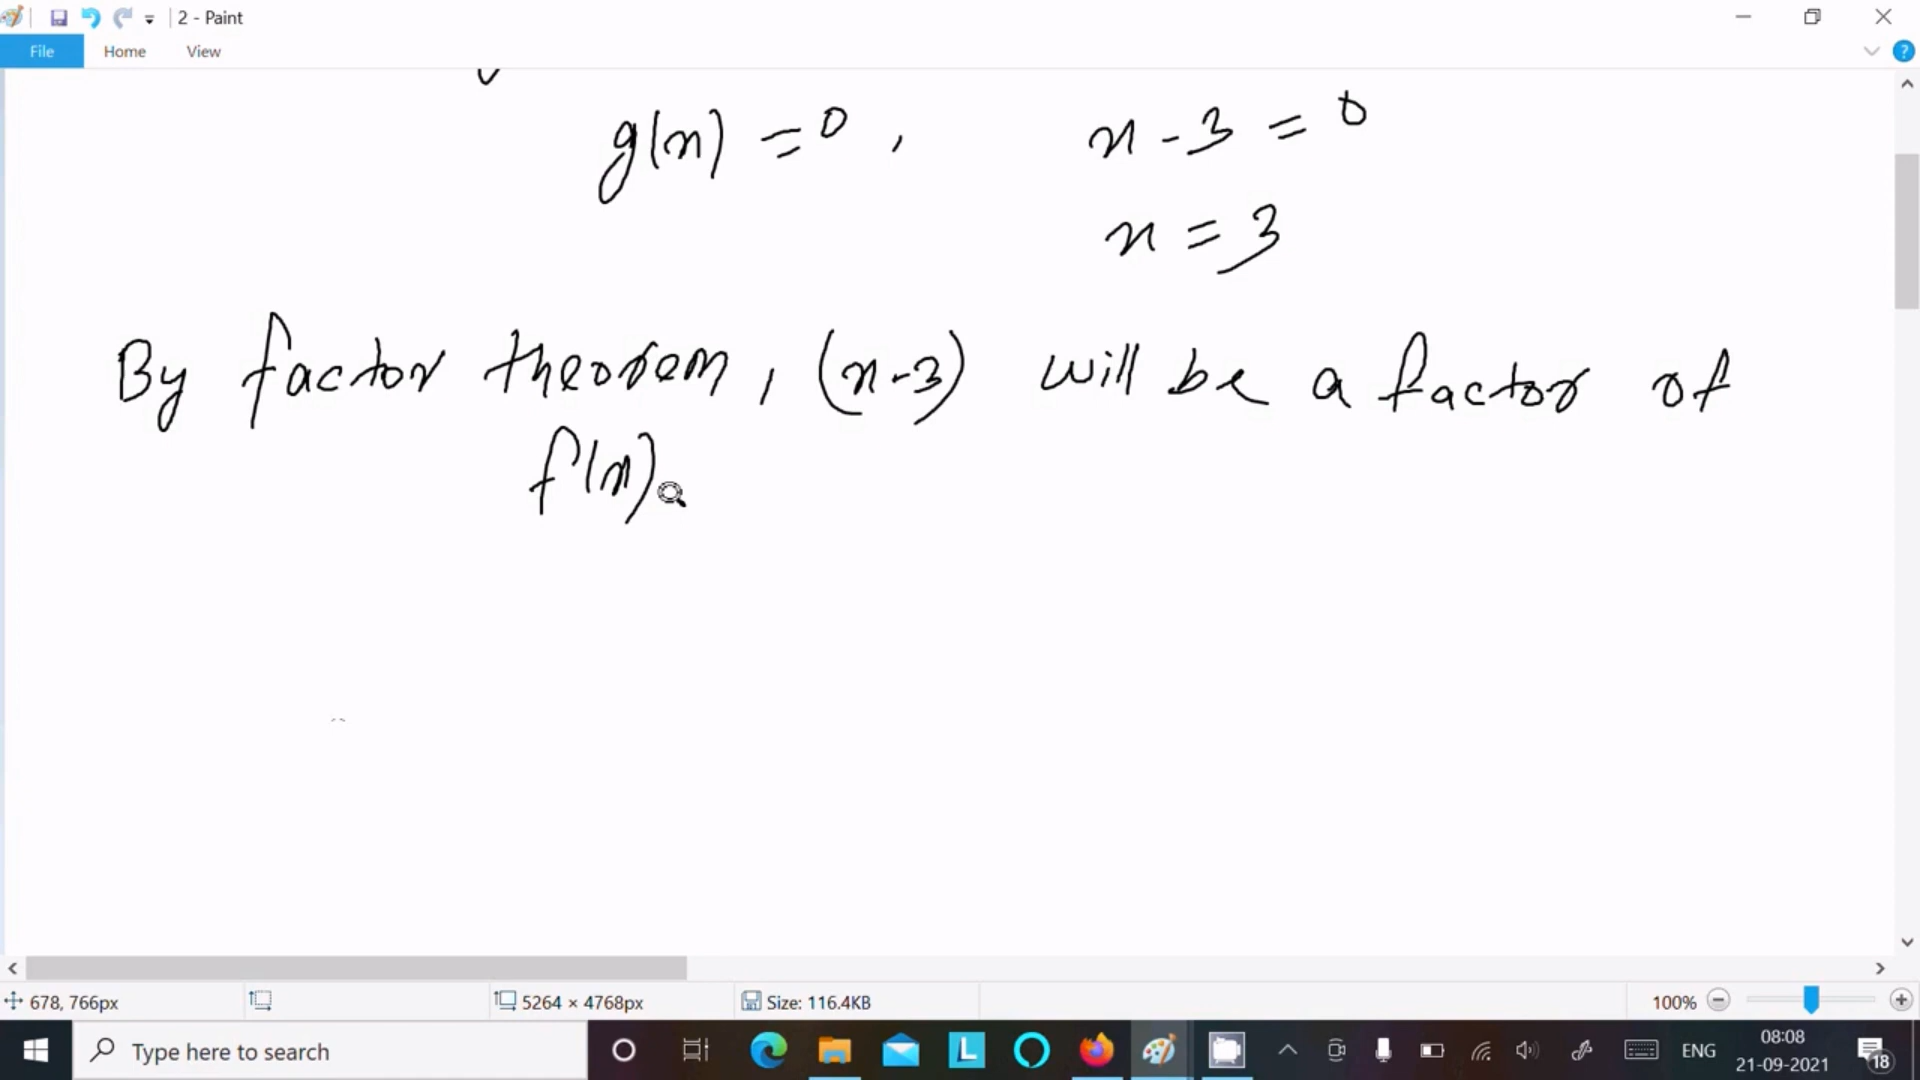 2 - Paint
File Home View
g(x) = 0, x - 3 = 0
x = 3
By factor theorem, (x-3) will be a factor of
f(x)
678, 766px 5264 × 4768px Size: 116.4KB 100%
Type here to search L ENG 08:08
21-09-2021 18